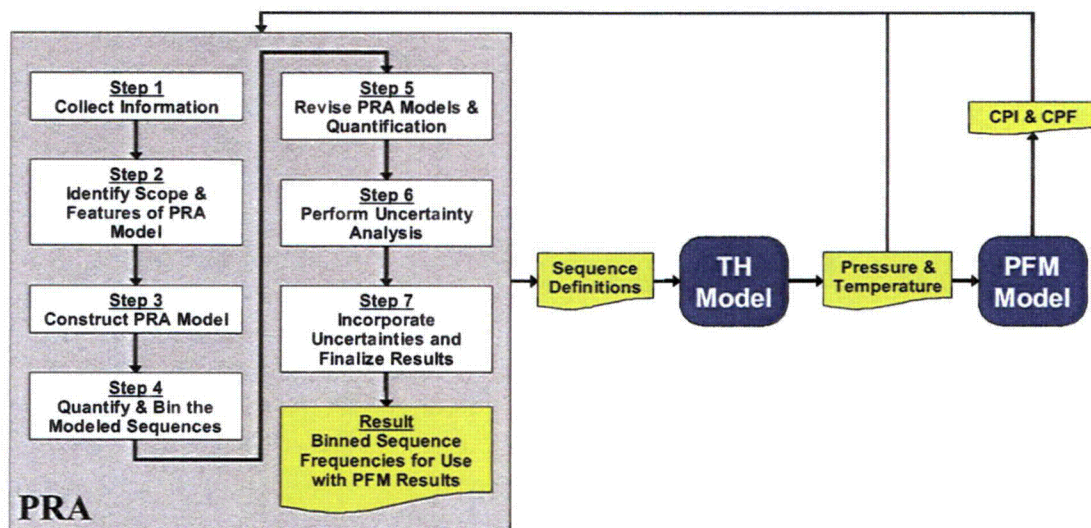 Step 1
Collect Information
Step 2
Identify Scope &
Features of PRA
Model
Step 3
Construct PRA Model
Step 4
Quantify & Bin the
Modeled Sequences
Step 5
Revise PRA Models &
Quantification
Step 6
Perform Uncertainty
Analysis
Step 7
Incorporate
Uncertainties and
Finalize Results
Result
Binned Sequence
Frequencies for Use
with PFM Results
PRA
Sequence
Definitions
TH
Model
Pressure &
Temperature
PFM
Model
CPI & CPF